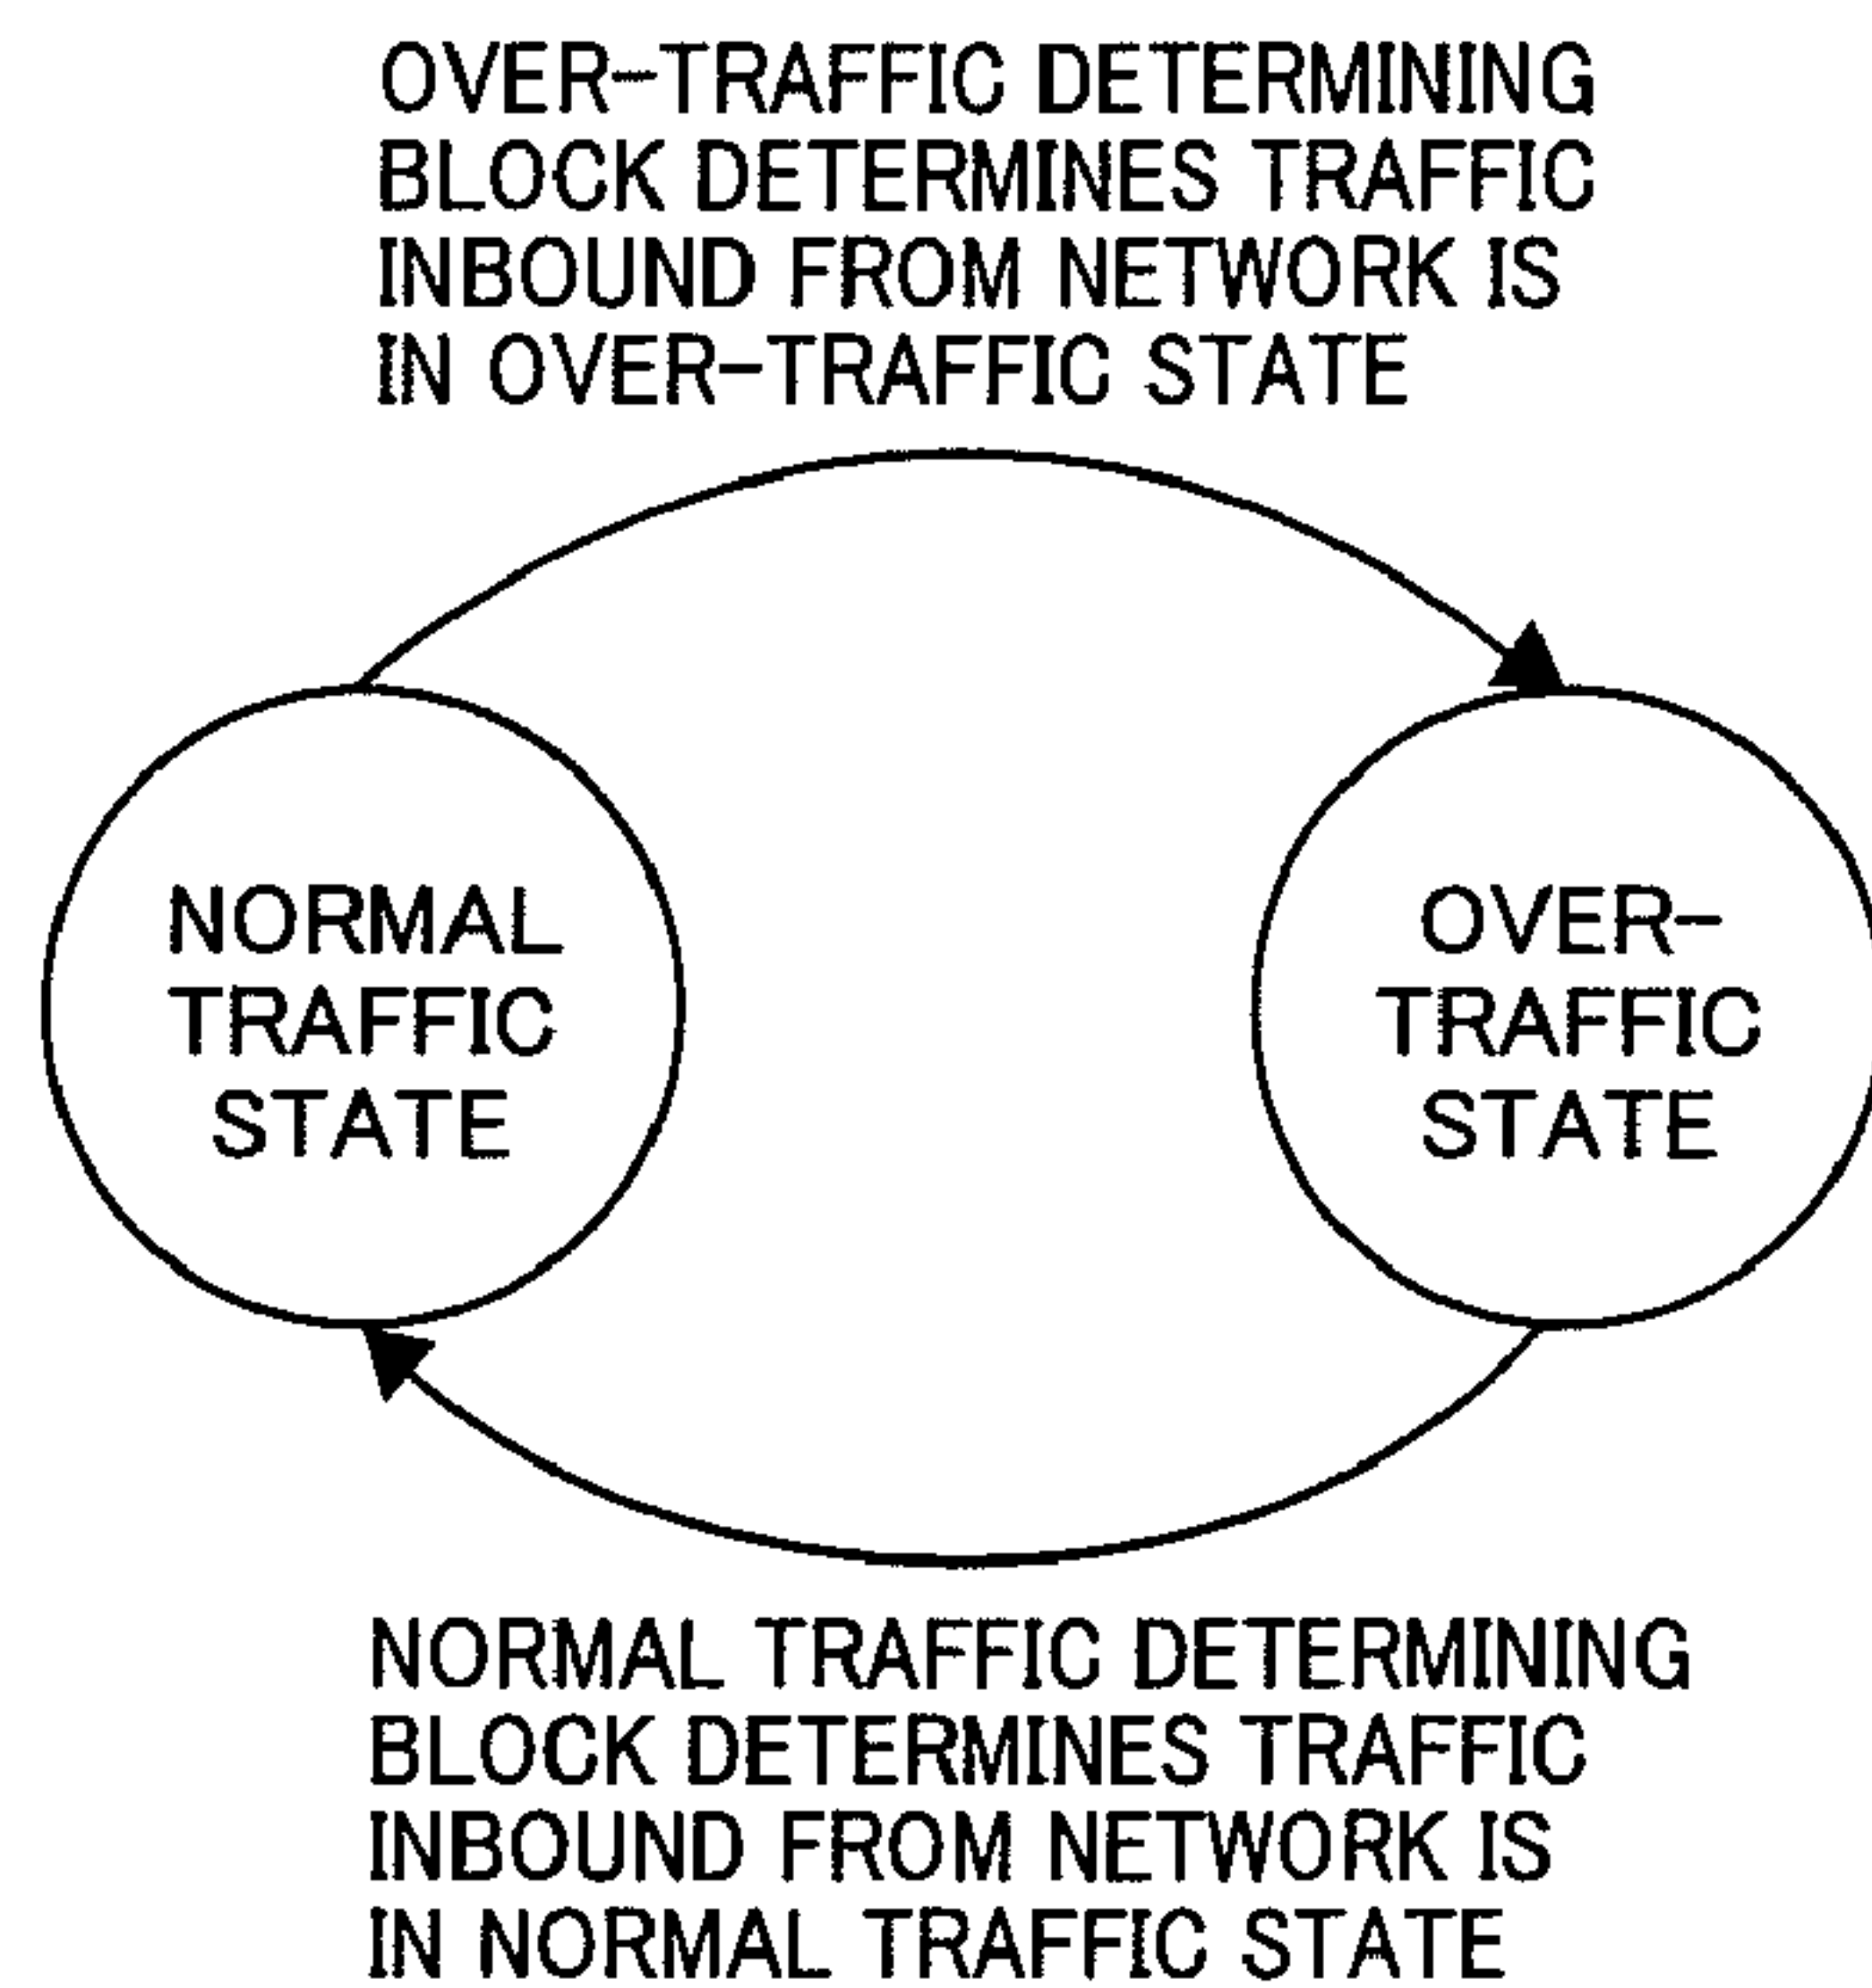 OVER-TRAFFIC DETERMINING
BLOCK DETERMINES TRAFFIC
INBOUND FROM NETWORK IS
IN OVER-TRAFFIC STATE
NORMAL
TRAFFIC
STATE
OVER-
TRAFFIC
STATE
NORMAL TRAFFIC DETERMINING
BLOCK DETERMINES TRAFFIC
INBOUND FROM NETWORK IS
IN NORMAL TRAFFIC STATE